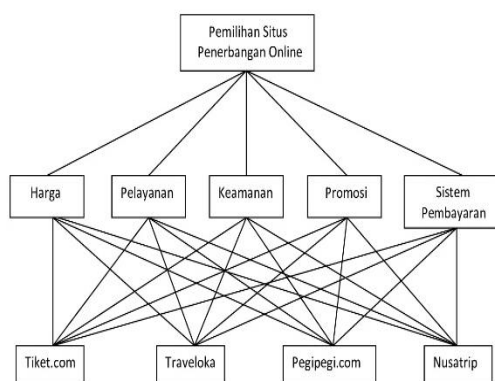 Pemilihan Situs
Penerbangan Online
Harga
Pelayanan
Keamanan
Promosi
Sistem
Pembayaran
Tiket.com
Traveloka
Pegipegi.com
Nusatrip